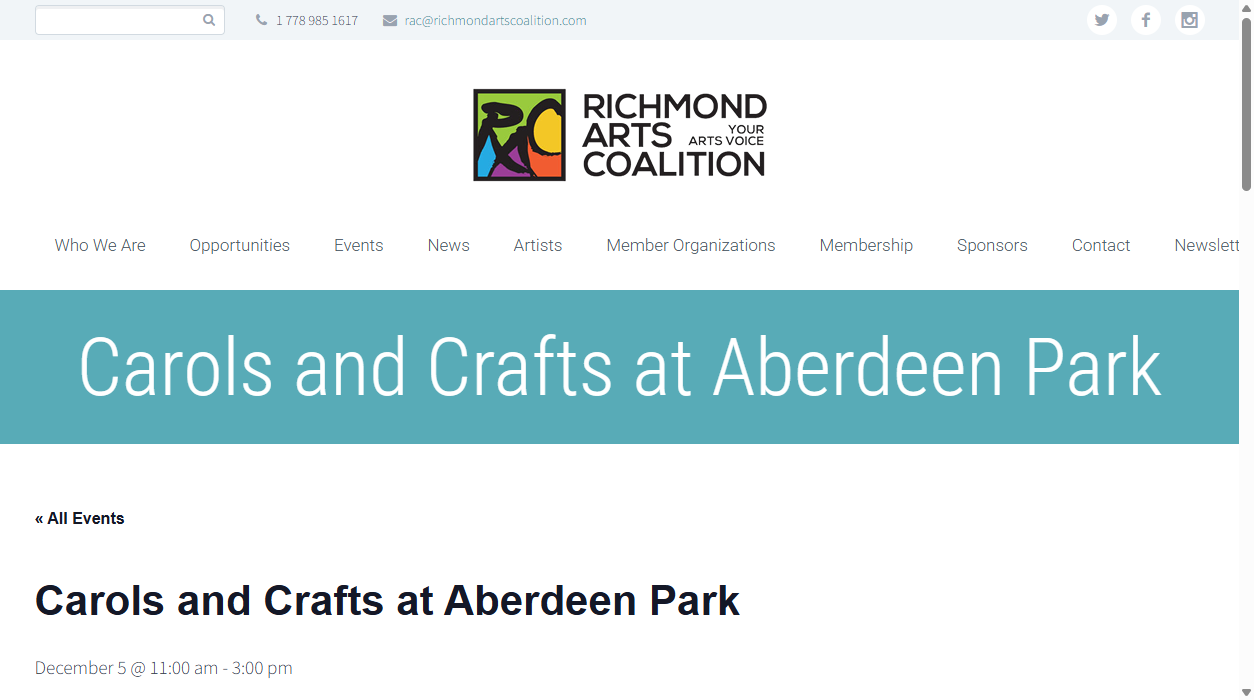 1 778 985 1617 rac@richmondartscoalition.com
RICHMOND
ARTS YOUR ARTS VOICE
COALITION
Who We Are Opportunities Events News Artists Member Organizations Membership Sponsors Contact Newslett
Carols and Crafts at Aberdeen Park
« All Events
Carols and Crafts at Aberdeen Park
December 5 @ 11:00 am - 3:00 pm